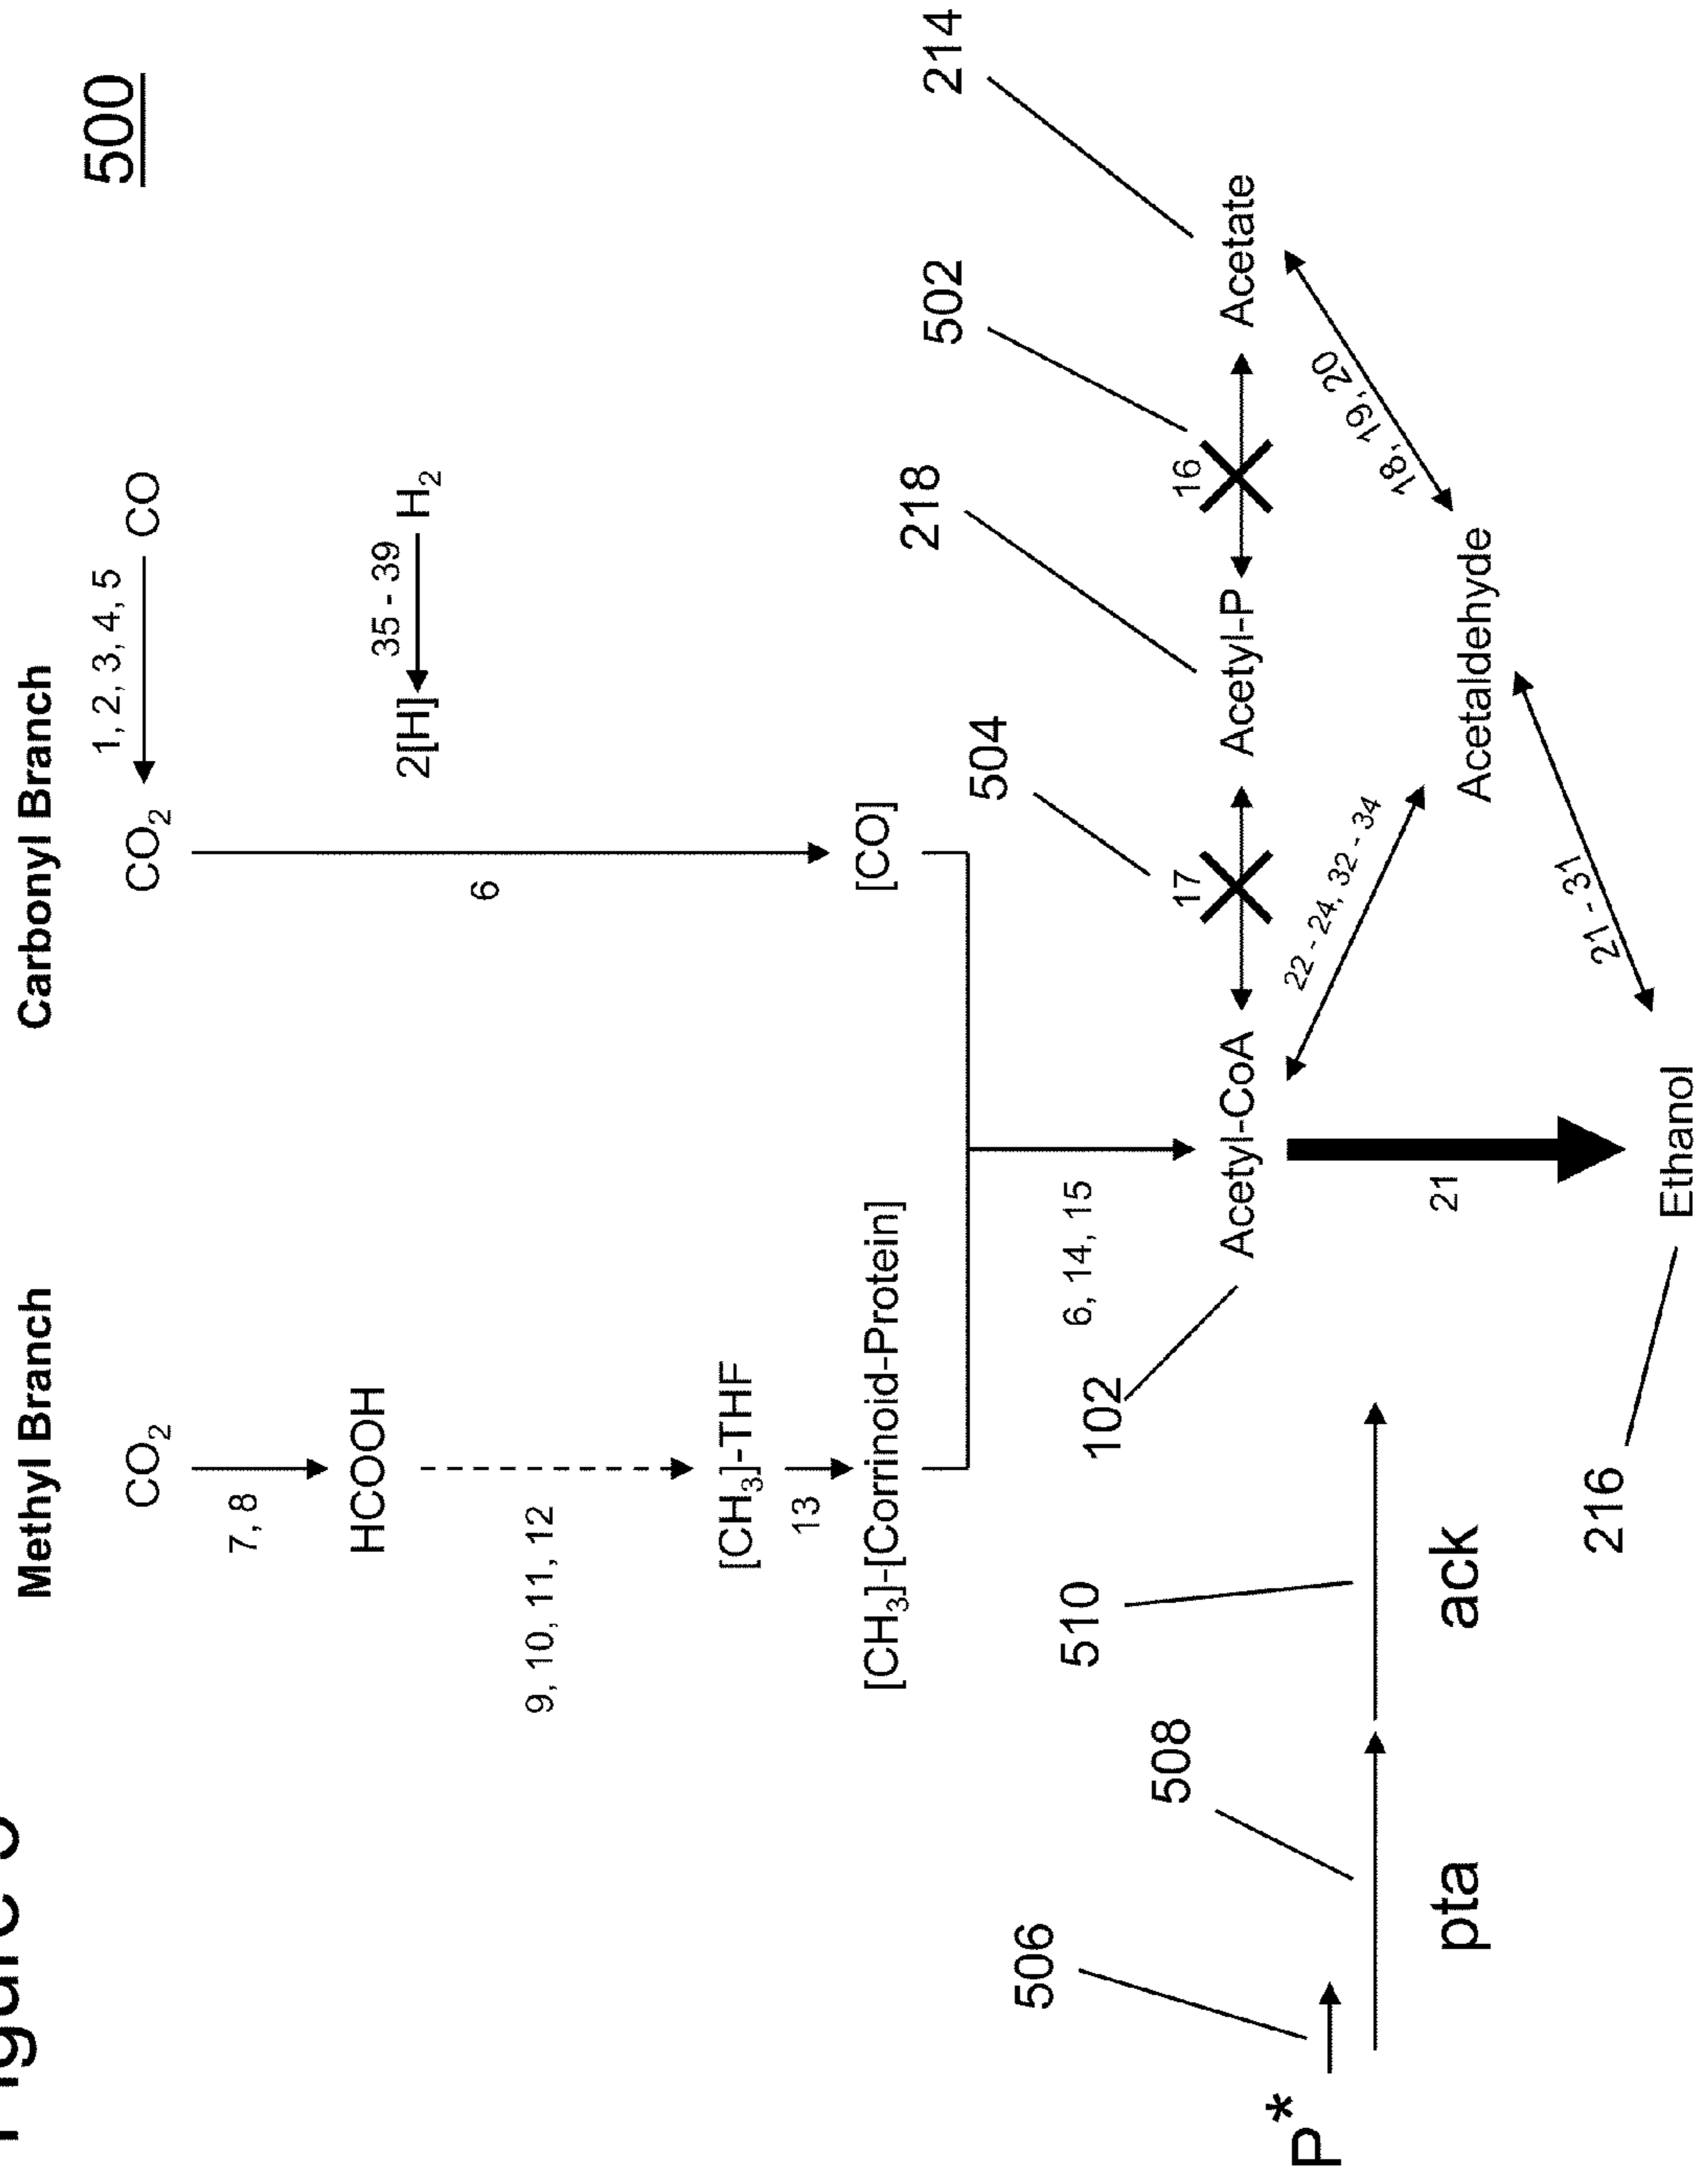 Figure 5
500
Methyl Branch
Carbonyl Branch
CO2
CO2
1, 2, 3, 4, 5
CO
7, 8
HCOOH
6
2[H]
35 - 39
H2
9, 10, 11, 12
[CH3]-THF
13
[CH3]-[Corrinoid-Protein]
[CO]
6, 14, 15
504
218
502
214
102
Acetyl-CoA
17
Acetyl-P
16
Acetate
22 - 24, 32 - 34
18, 19, 20
21
Acetaldehyde
21 - 31
Ethanol
216
506
508
510
P*
pta
ack